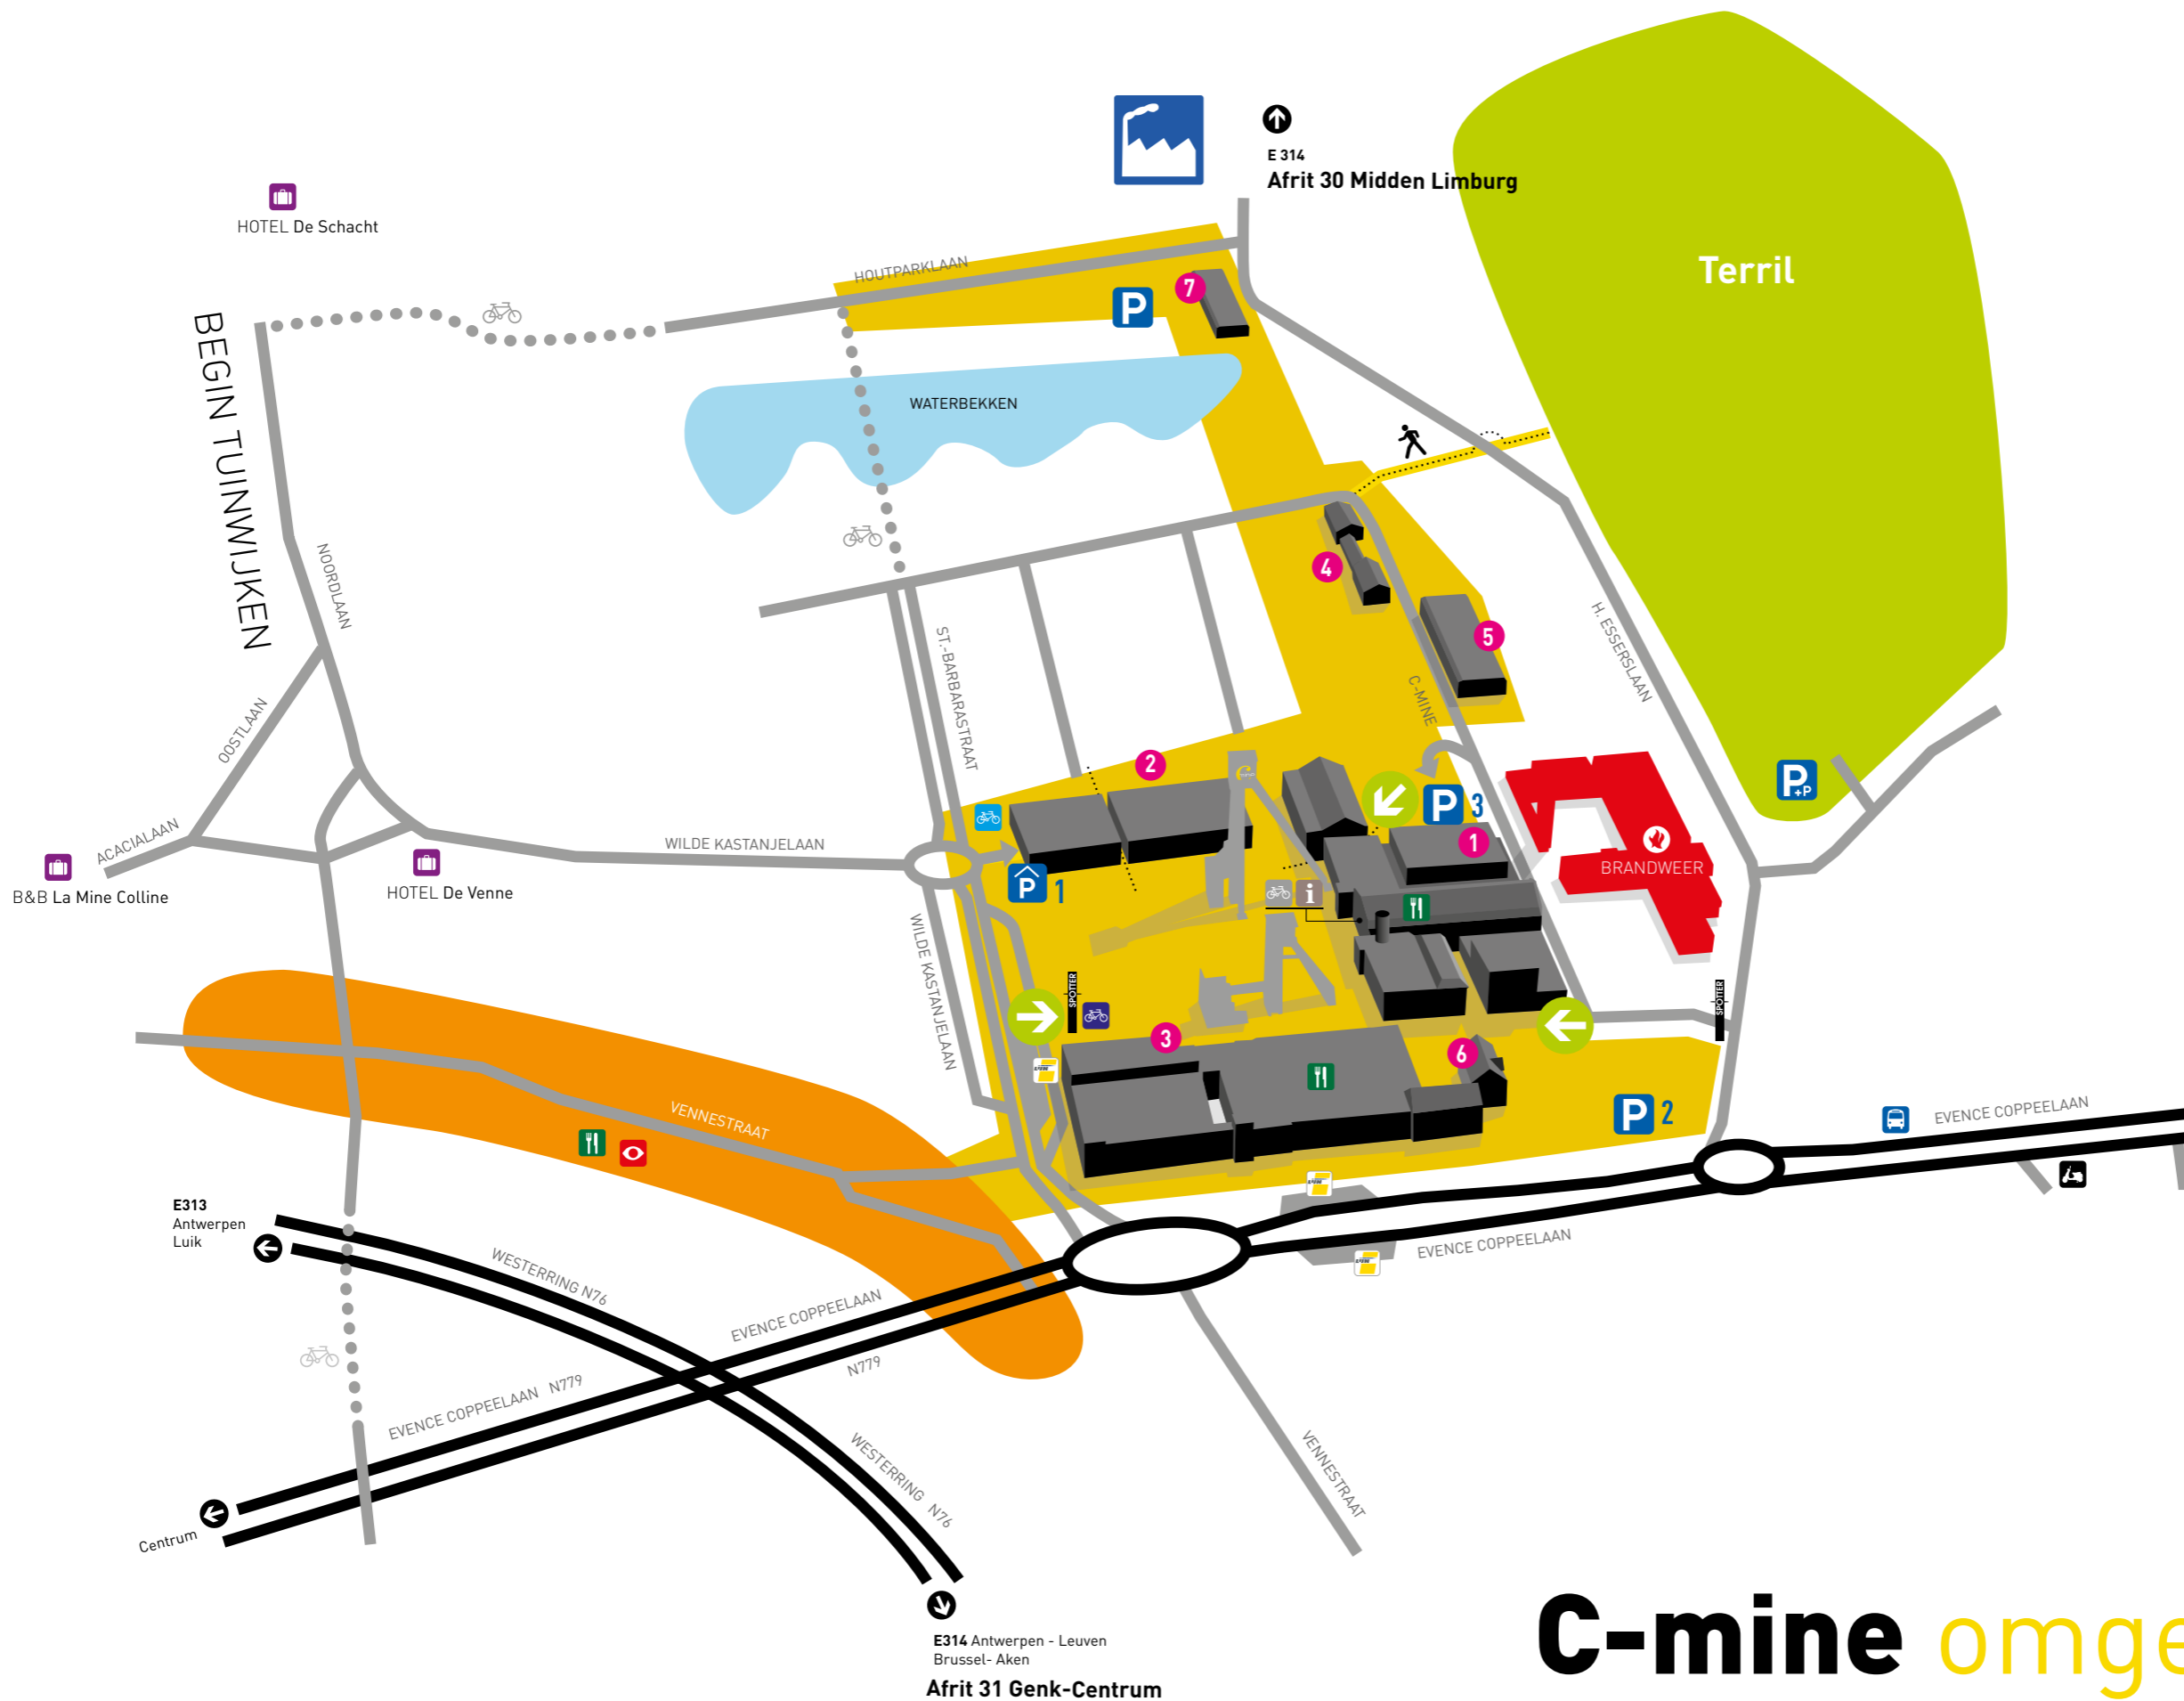 E 314
Afrit 30 Midden Limburg
HOTEL De Schacht
Terril
HOUTPARKLAAN
7
P
BEGIN TUINWIJKEN
WATERBEKKEN
NOORDLAAN
4
5
ST.-BARBARASTRAAT
H. ESSERSLAAN
C-MINE
OOSTLAAN
2
P+P
P 3
1
ACACIALAAN
WILDE KASTANJELAAN
BRANDWEER
B&B La Mine Colline
HOTEL De Venne
P 1
i
WILDE KASTANJELAAN
SPOTTER
SPOTTER
3
6
VENNESTRAAT
P 2
EVENCE COPPEELAAN
E313
Antwerpen
Luik
WESTERRING N76
EVENCE COPPEELAAN
EVENCE COPPEELAAN
N779
EVENCE COPPEELAAN N779
WESTERRING N76
VENNESTRAAT
Centrum
E314 Antwerpen - Leuven
Brussel- Aken
Afrit 31 Genk-Centrum
C-mine omge